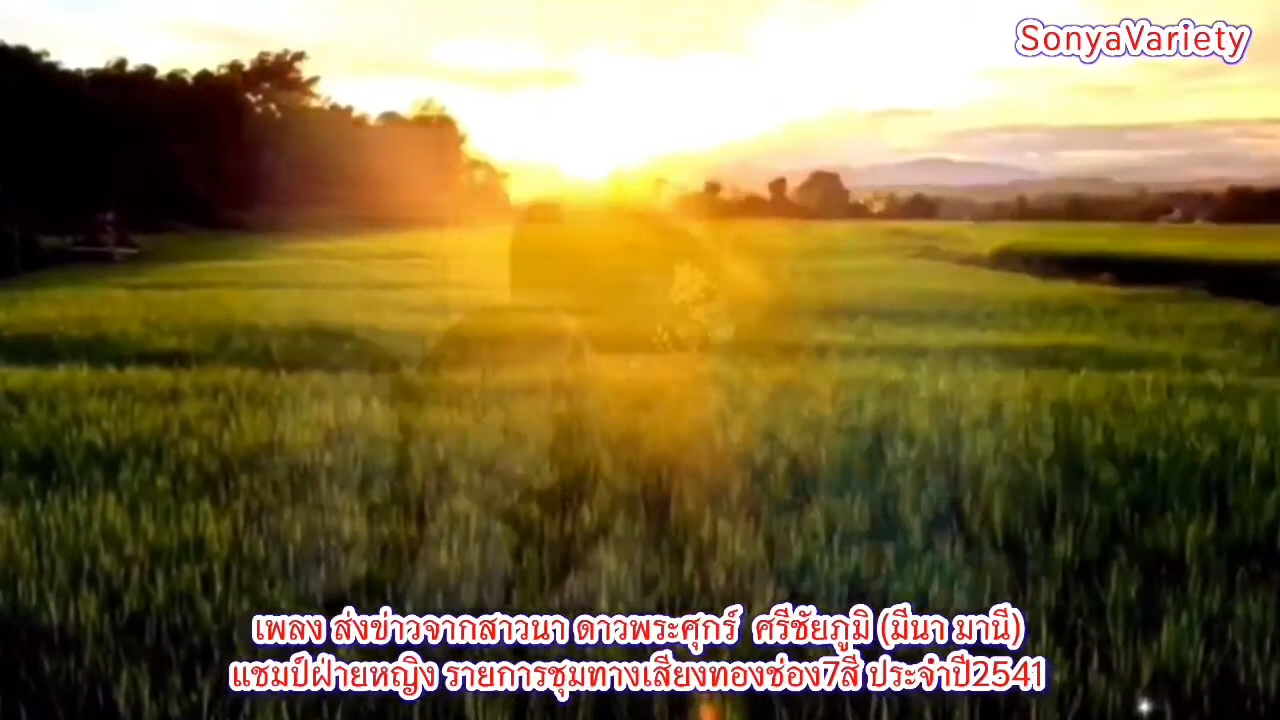 SonyaVariety
เพลง ส่งข่าวจากสาวนา ดาวพระศุกร์ ศรีชัยภูมิ (มีนา มานี)
แชมป์ฝ่ายหญิง รายการชุมทางเสียงทองช่อง7สี ประจำปี2541